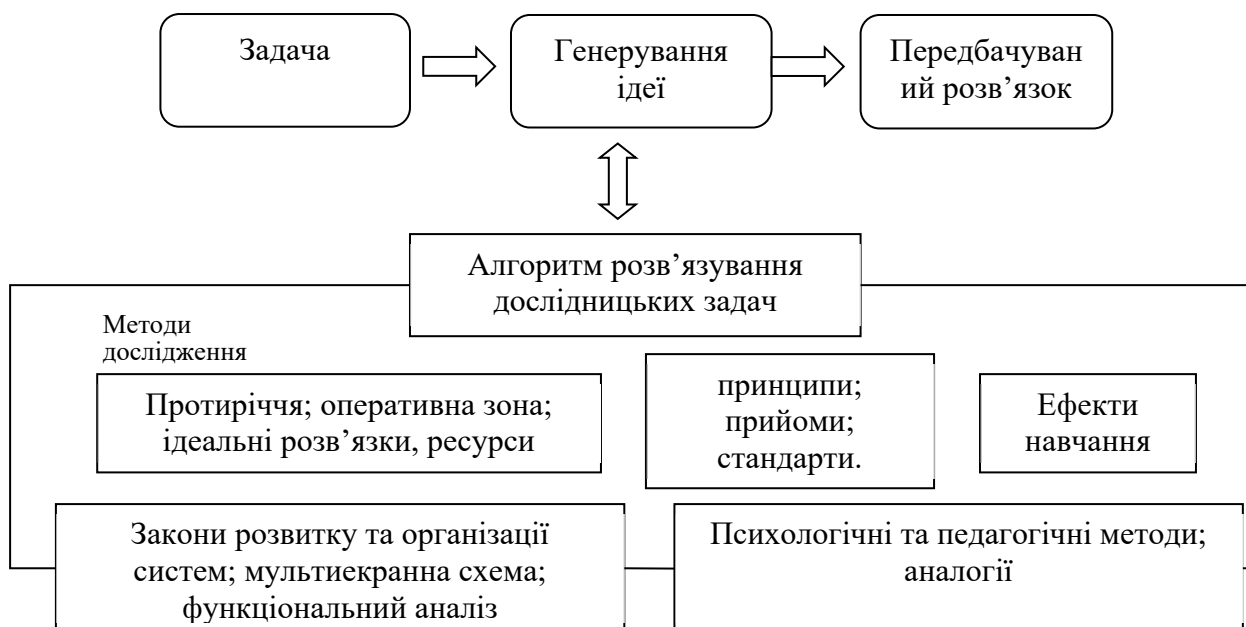 Задача
Генерування
ідеї
Передбачуван
ий розв’язок
Алгоритм розв’язування
дослідницьких задач
Методи
дослідження
Протиріччя; оперативна зона;
ідеальні розв’язки, ресурси
принципи;
прийоми;
стандарти.
Ефекти
навчання
Закони розвитку та організації
систем; мультиекранна схема;
функціональний аналіз
Психологічні та педагогічні методи;
аналогії